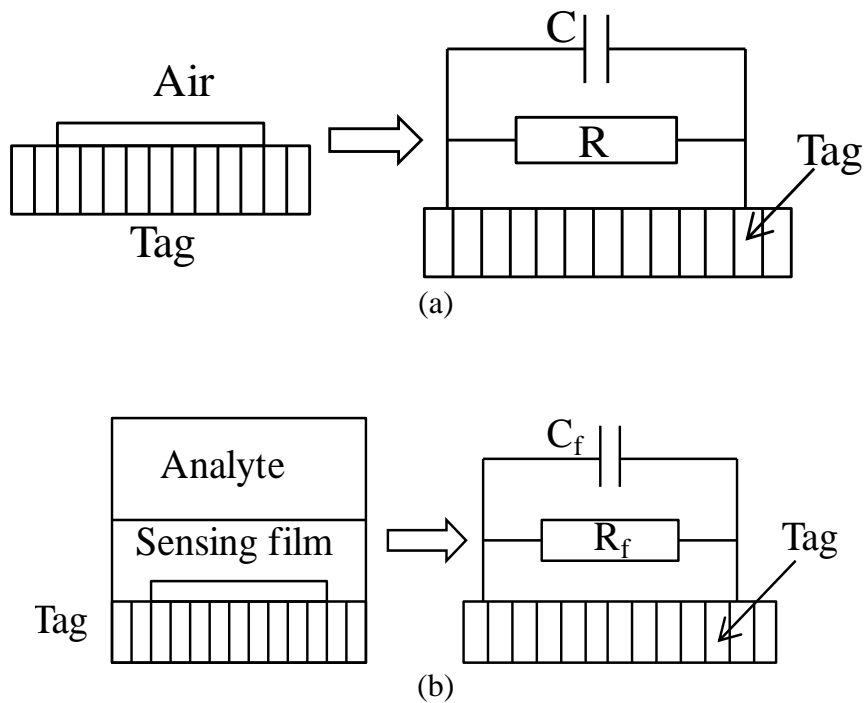 Air
Tag
C
R
Tag
(a)
Analyte
Sensing film
Tag
C_f
R_f
Tag
(b)